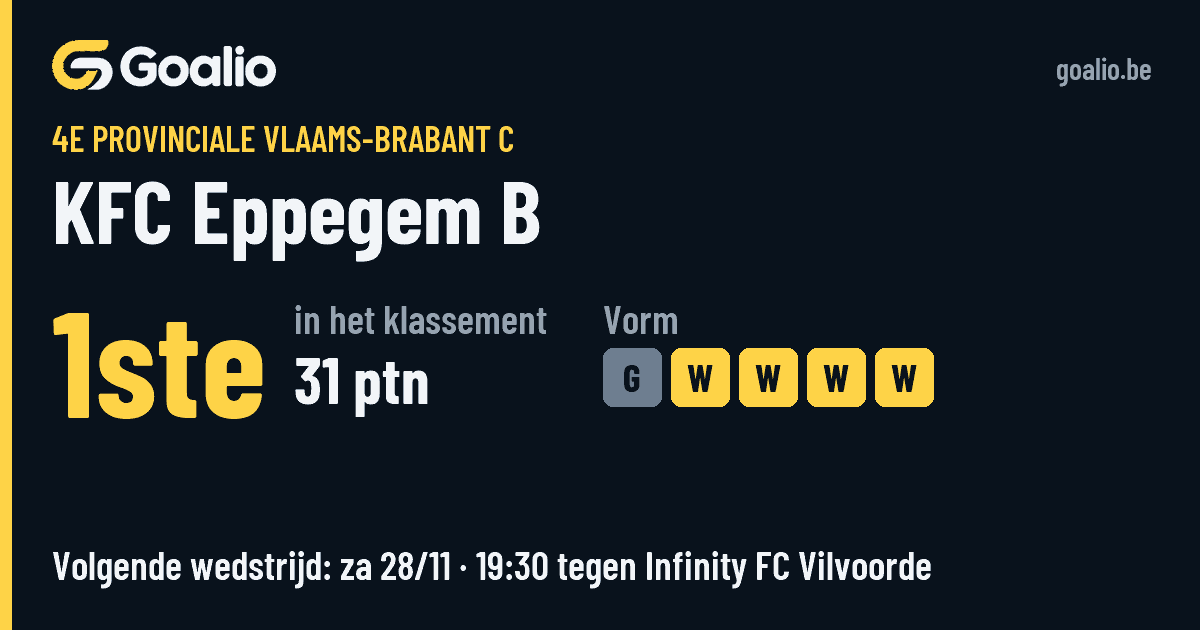 Goalio
goalio.be
4E PROVINCIALE VLAAMS-BRABANT C
KFC Eppegem B
1ste
in het klassement
31 ptn
Vorm
G W W W W
Volgende wedstrijd: za 28/11 · 19:30 tegen Infinity FC Vilvoorde